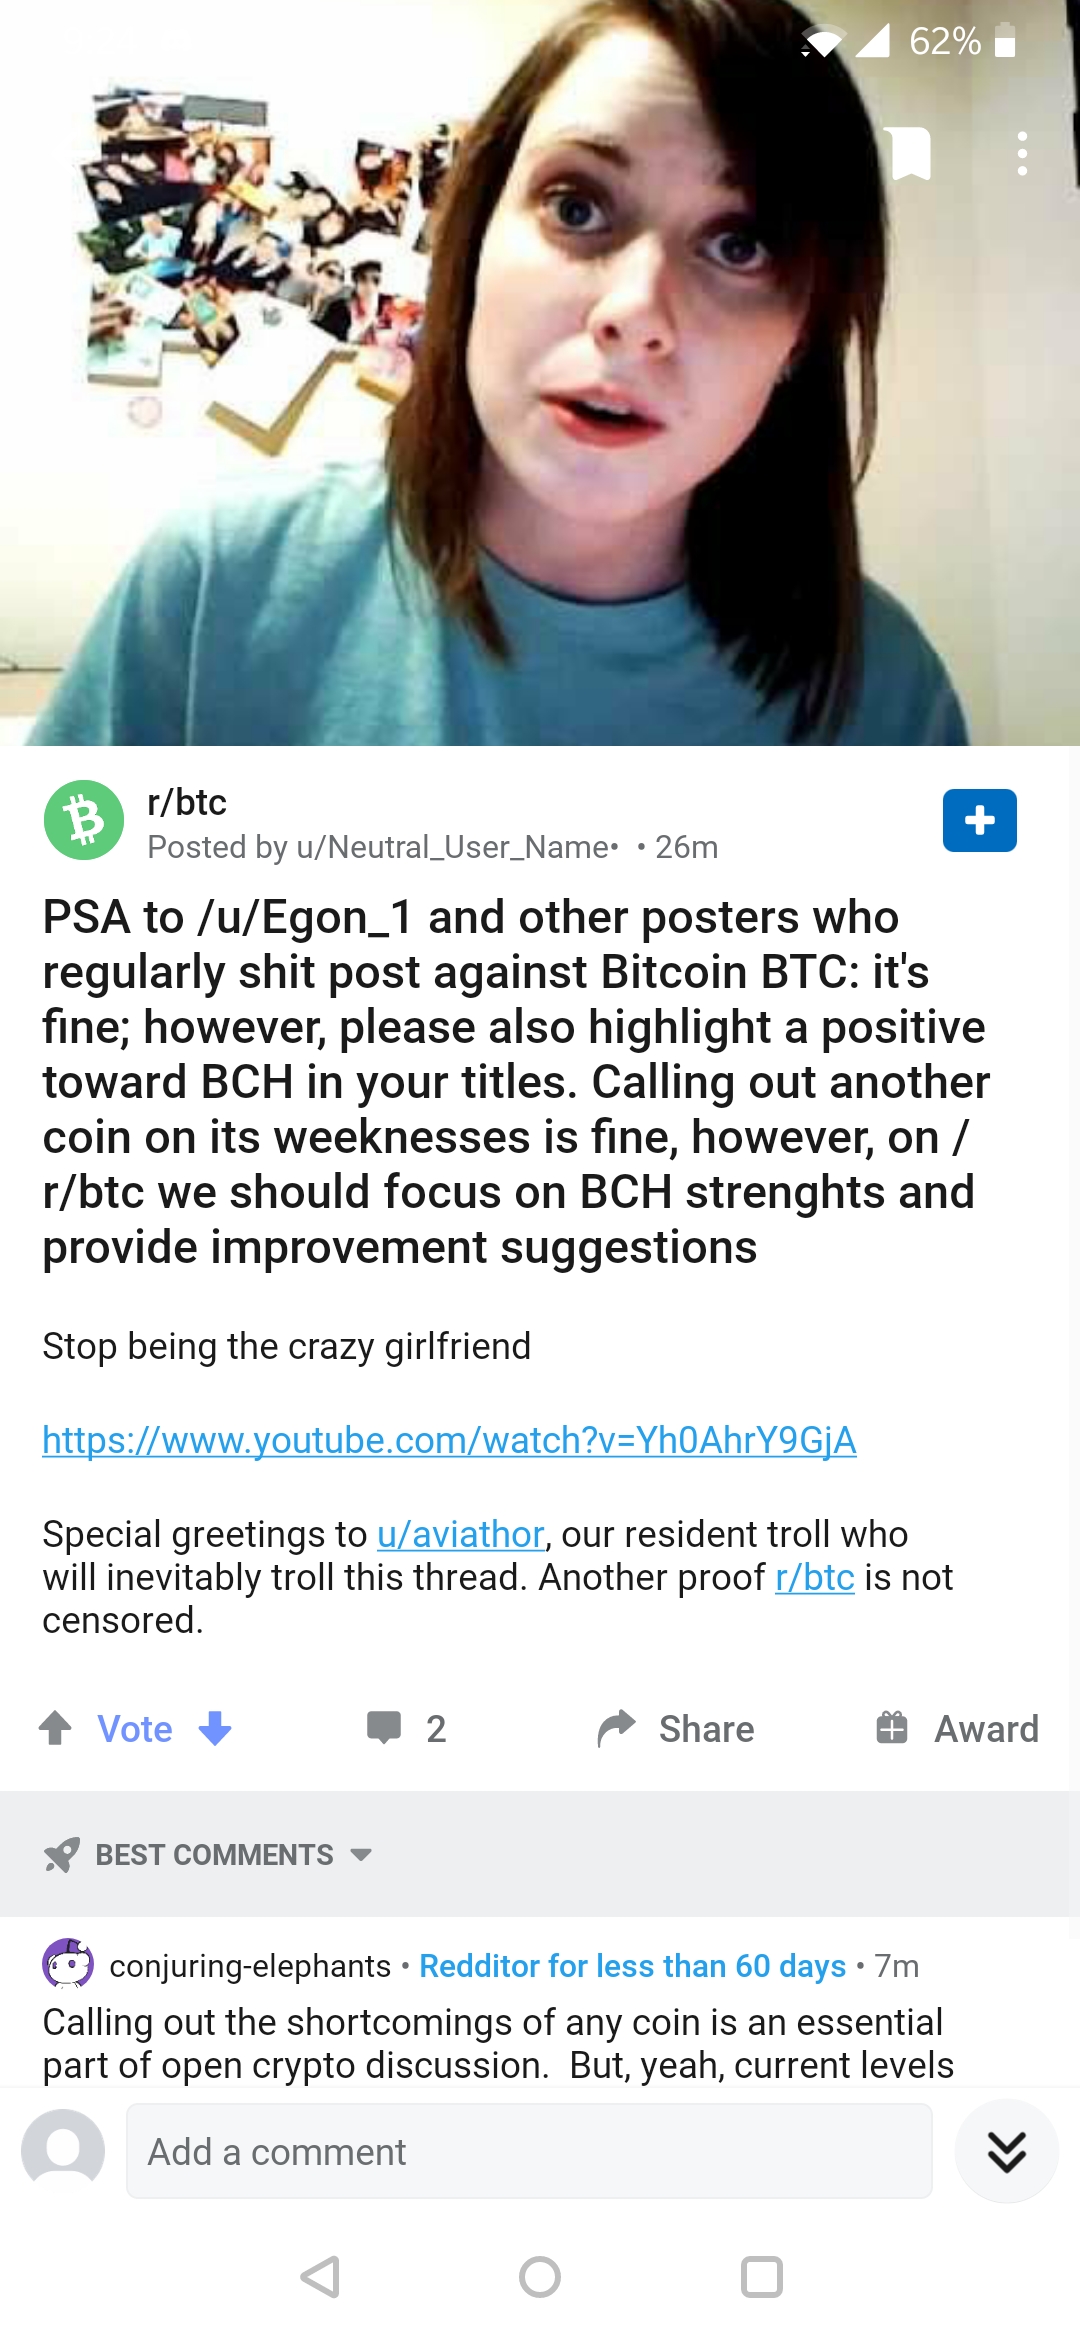 62%
r/btc
Posted by u/Neutral_User_Name• • 26m
PSA to /u/Egon_1 and other posters who
regularly shit post against Bitcoin BTC: it's
fine; however, please also highlight a positive
toward BCH in your titles. Calling out another
coin on its weeknesses is fine, however, on /
r/btc we should focus on BCH strenghts and
provide improvement suggestions
Stop being the crazy girlfriend
https://www.youtube.com/watch?v=Yh0AhrY9GjA
Special greetings to u/aviathor, our resident troll who
will inevitably troll this thread. Another proof r/btc is not
censored.
Vote 2 Share Award
BEST COMMENTS
conjuring-elephants • Redditor for less than 60 days • 7m
Calling out the shortcomings of any coin is an essential
part of open crypto discussion.  But, yeah, current levels
Add a comment